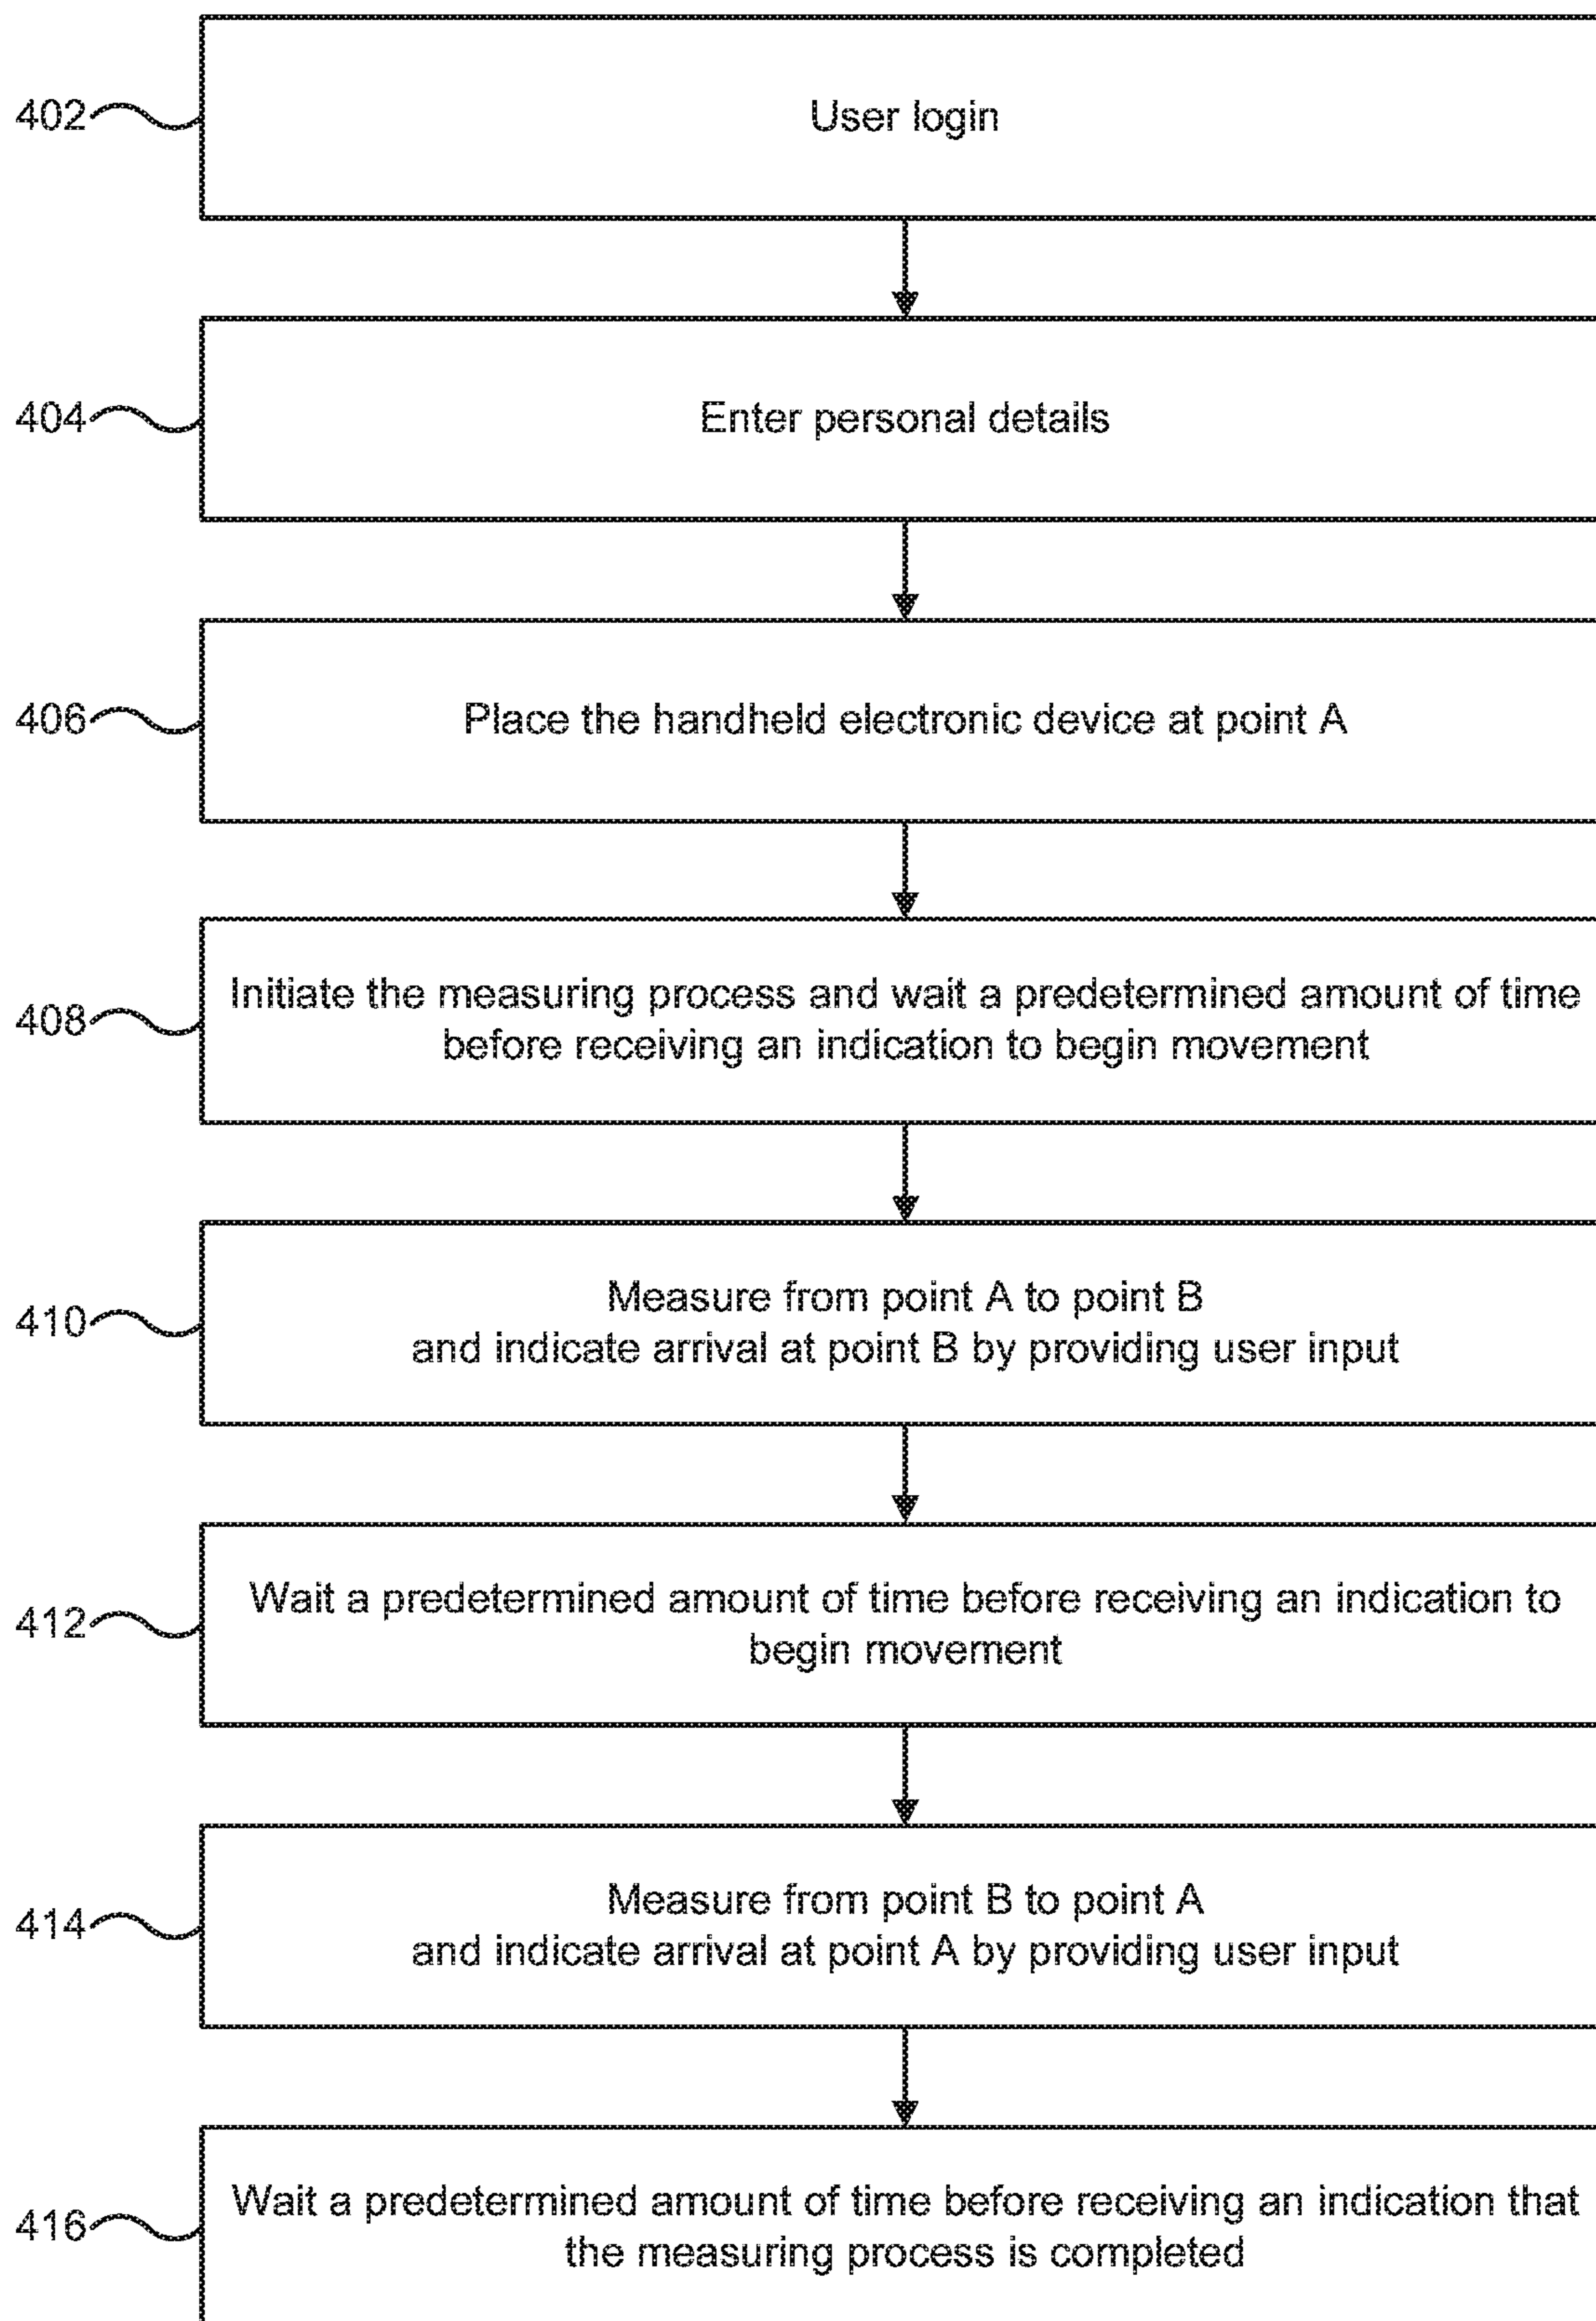 402
User login
404
Enter personal details
406
Place the handheld electronic device at point A
408
Initiate the measuring process and wait a predetermined amount of time
before receiving an indication to begin movement
410
Measure from point A to point B
and indicate arrival at point B by providing user input
412
Wait a predetermined amount of time before receiving an indication to
begin movement
414
Measure from point B to point A
and indicate arrival at point A by providing user input
416
Wait a predetermined amount of time before receiving an indication that
the measuring process is completed